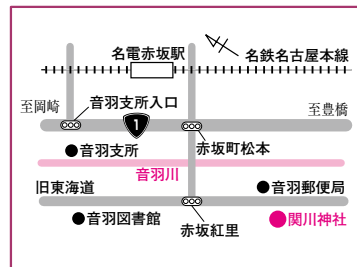 名電赤坂駅
名鉄名古屋本線
至岡崎
音羽支所入口
至豊橋
1
音羽支所
赤坂町松本
音羽川
旧東海道
音羽郵便局
音羽図書館
赤坂紅里
関川神社